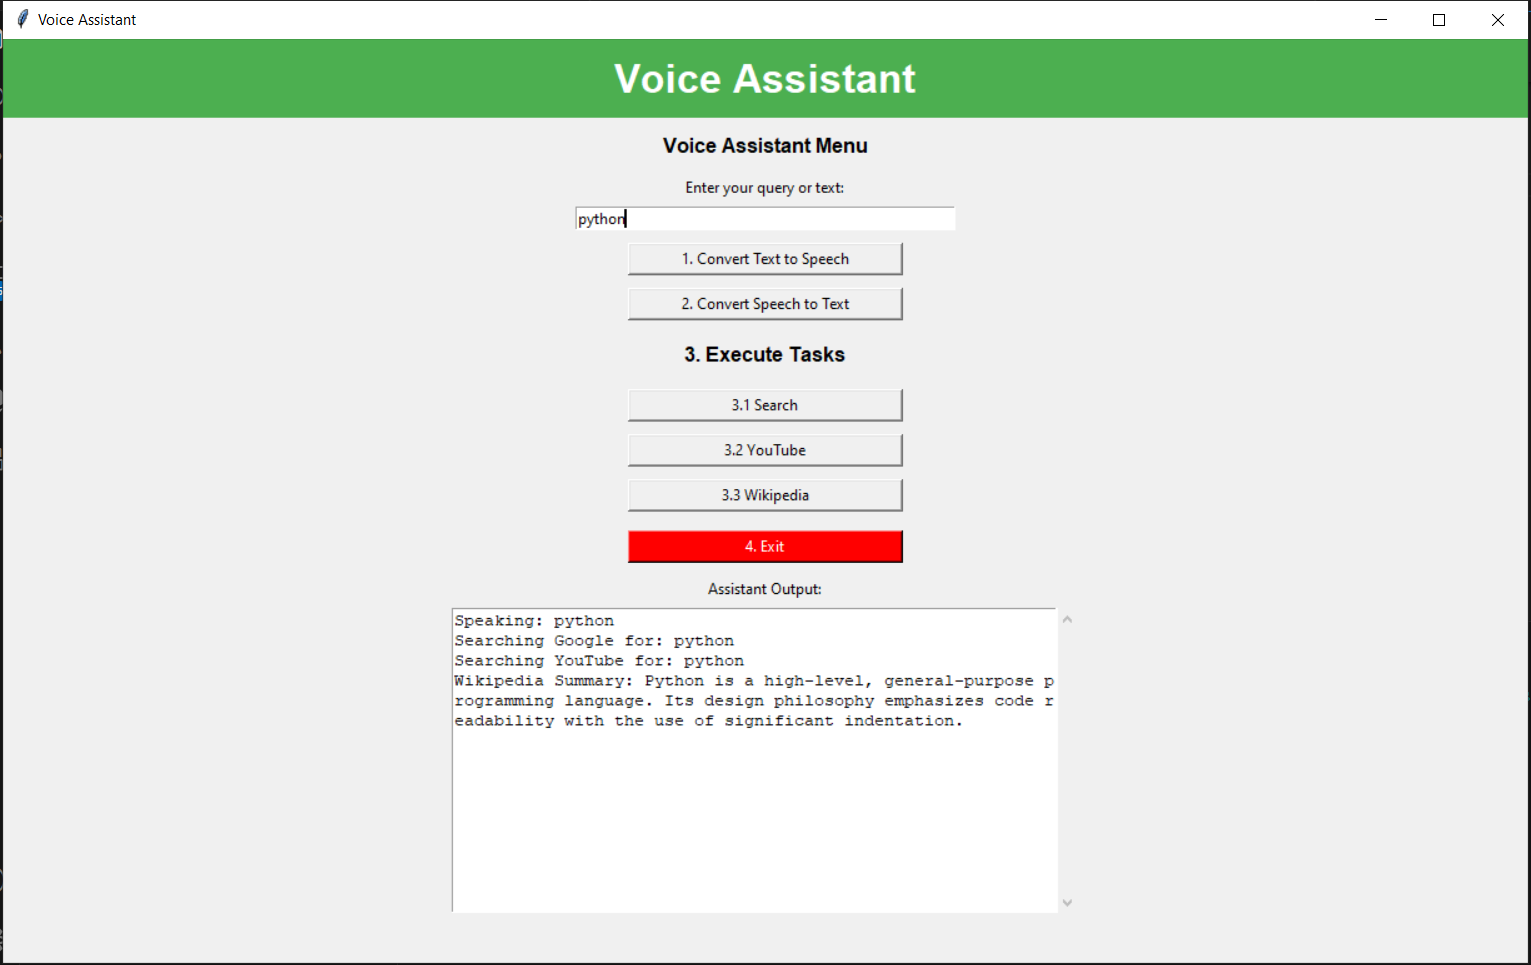 Voice Assistant
Voice Assistant
Voice Assistant Menu
Enter your query or text:
python
1. Convert Text to Speech
2. Convert Speech to Text
3. Execute Tasks
3.1 Search
3.2 YouTube
3.3 Wikipedia
4. Exit
Assistant Output:
Speaking: python
Searching Google for: python
Searching YouTube for: python
Wikipedia Summary: Python is a high-level, general-purpose p
rogramming language. Its design philosophy emphasizes code r
eadability with the use of significant indentation.